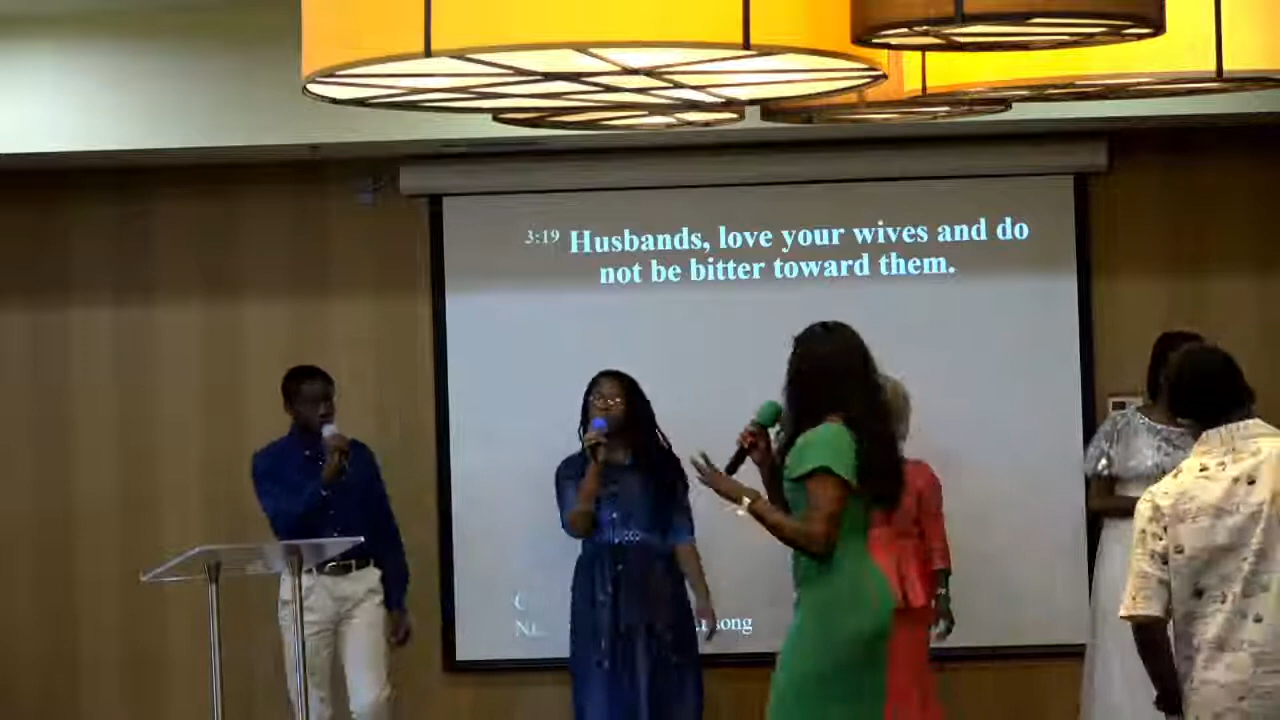 3:19 Husbands, love your wives and do
not be bitter toward them.
song